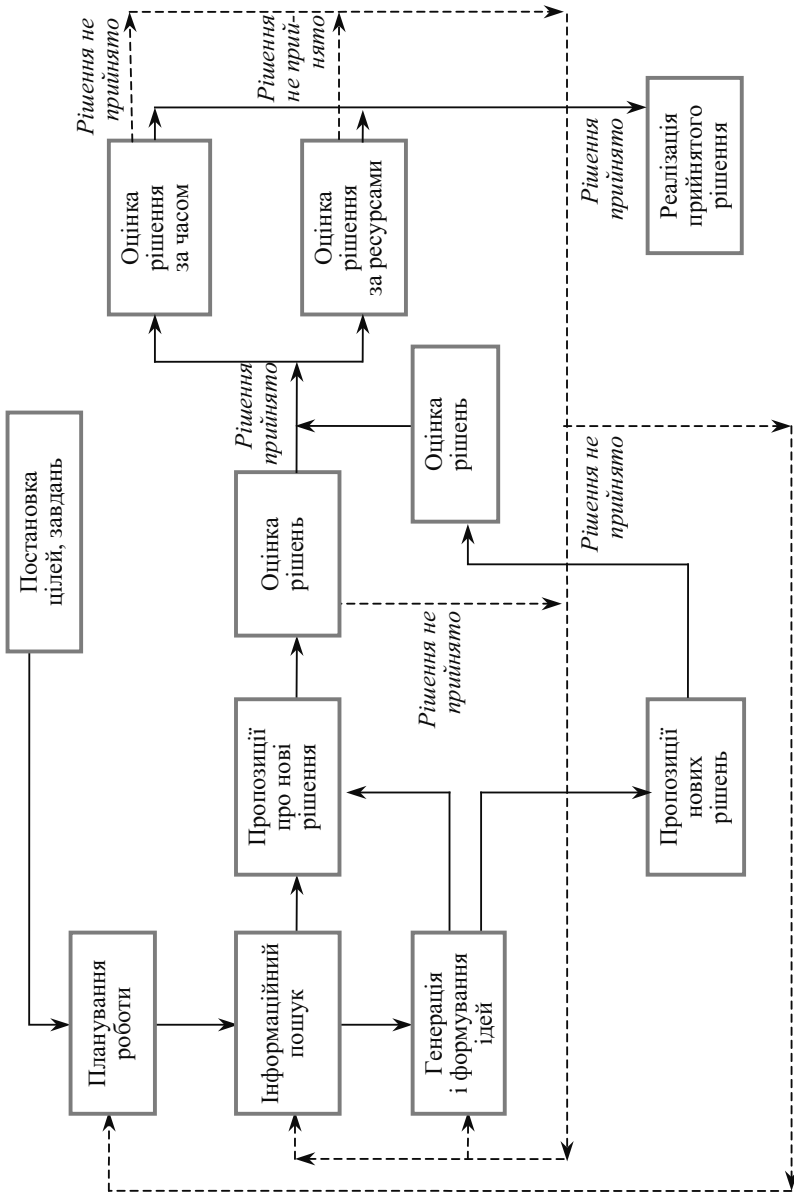 Постановка
цілей, завдань
Планування
роботи
Інформаційний
пошук
Генерація
і формування
ідей
Пропозиції
про нові
рішення
Пропозиції
нових
рішень
Оцінка
рішень
Рішення не
прийнято
Оцінка
рішень
Рішення
прийнято
Рішення не
прийнято
Оцінка
рішення
за часом
Оцінка
рішення
за ресурсами
Рішення не
прийнято
Рішення
не прий-
нято
Рішення
прийнято
Реалізація
прийнятого
рішення